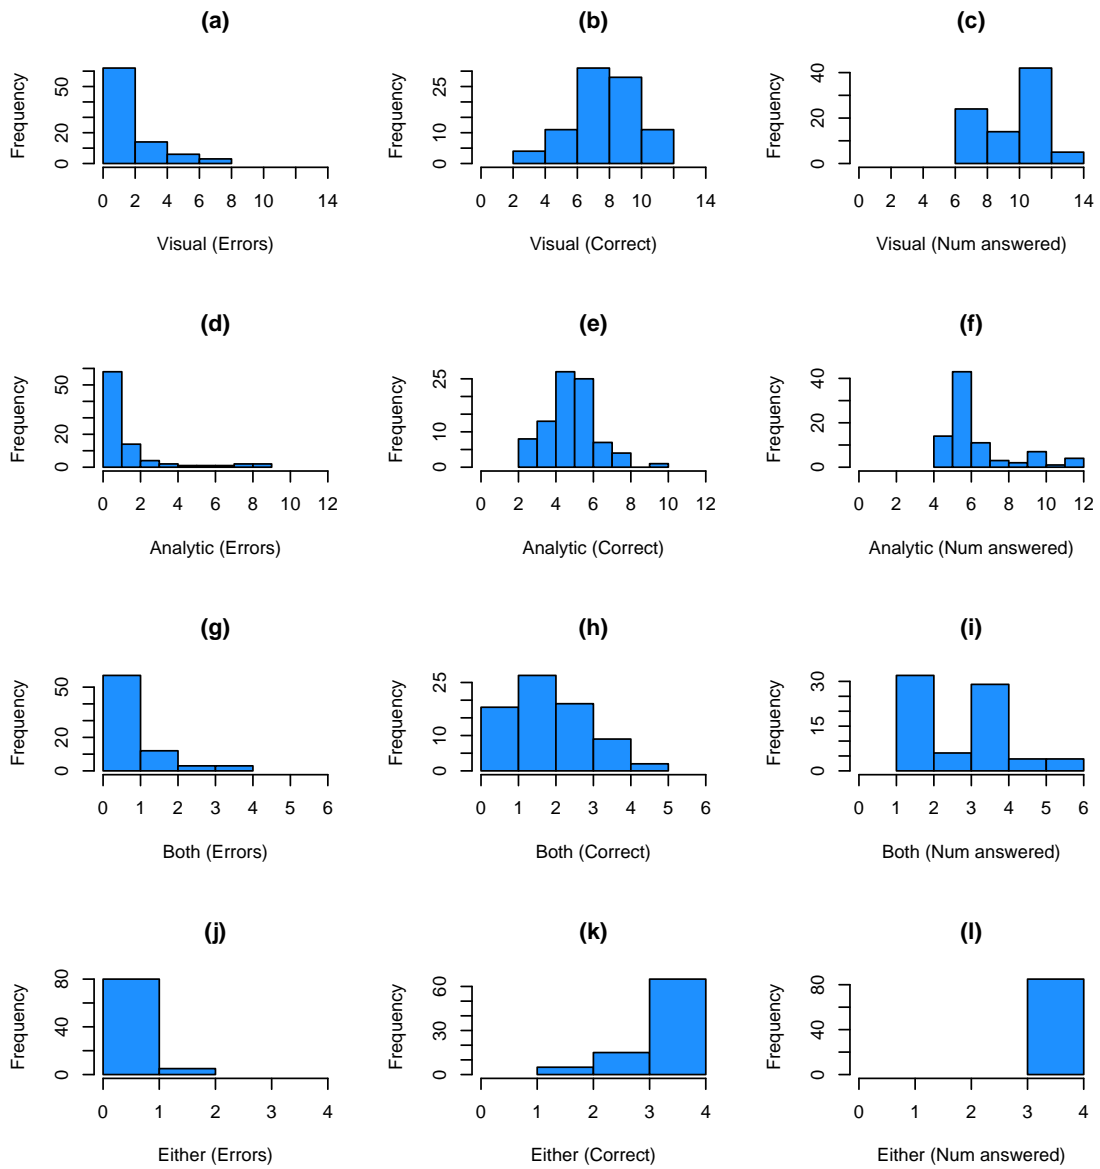 (a) (b) (c)
Frequency 0 20 50 Frequency 0 10 25 Frequency 0 20 40
0 2 4 6 8 10 14 0 2 4 6 8 10 14 0 2 4 6 8 10 14
Visual (Errors) Visual (Correct) Visual (Num answered)
(d) (e) (f)
Frequency 0 20 50 Frequency 0 10 25 Frequency 0 20 40
0 2 4 6 8 10 12 0 2 4 6 8 10 12 0 2 4 6 8 10 12
Analytic (Errors) Analytic (Correct) Analytic (Num answered)
(g) (h) (i)
Frequency 0 20 50 Frequency 0 10 25 Frequency 0 15 30
0 1 2 3 4 5 6 0 1 2 3 4 5 6 0 1 2 3 4 5 6
Both (Errors) Both (Correct) Both (Num answered)
(j) (k) (l)
Frequency 0 40 80 Frequency 0 30 60 Frequency 0 40 80
0 1 2 3 4 0 1 2 3 4 0 1 2 3 4
Either (Errors) Either (Correct) Either (Num answered)